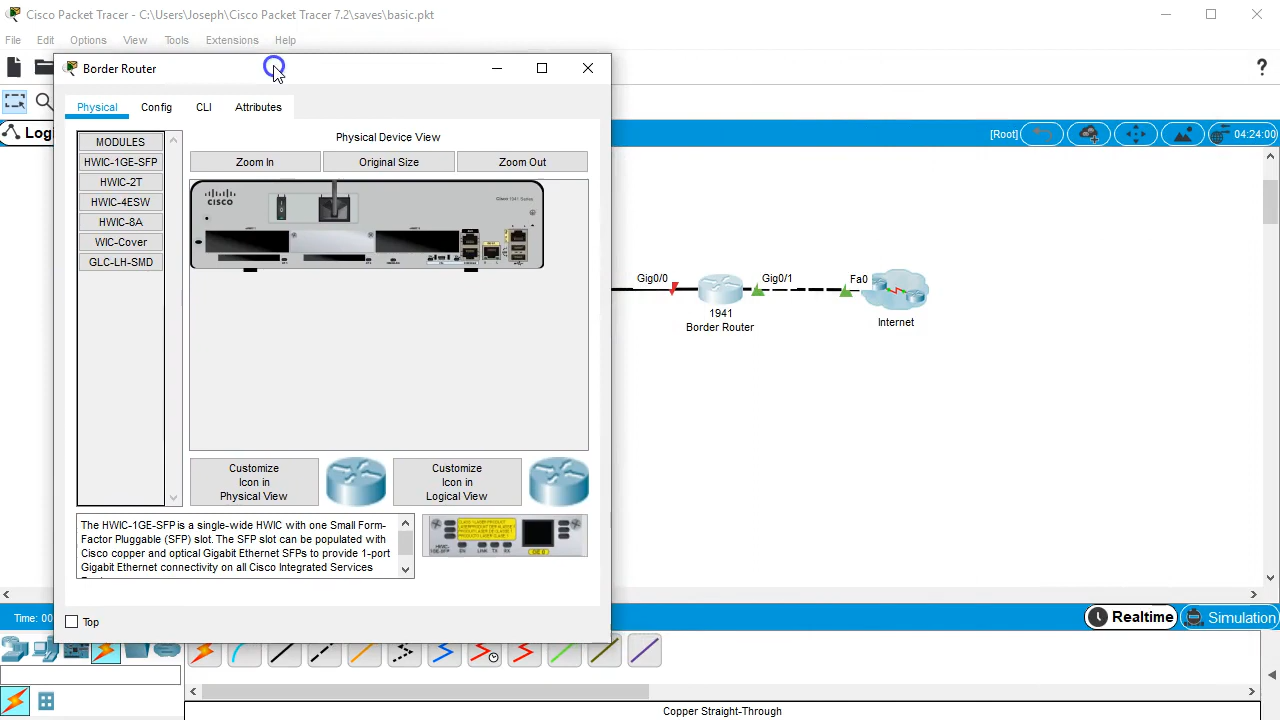 Cisco Packet Tracer - C:\Users\Joseph\Cisco Packet Tracer 7.2\saves\basic.pkt
File Edit Options View Tools Extensions Help
Border Router
Physical Config CLI Attributes
[Root]
04:24:00
MODULES
HWIC-1GE-SFP
HWIC-2T
HWIC-4ESW
HWIC-8A
WIC-Cover
GLC-LH-SMD
Physical Device View
Zoom In Original Size Zoom Out
CISCO
Cisco 1941 Series
Customize
Icon in
Physical View
Customize
Icon in
Logical View
The HWIC-1GE-SFP is a single-wide HWIC with one Small Form-
Factor Pluggable (SFP) slot. The SFP slot can be populated with
Cisco copper and optical Gigabit Ethernet SFPs to provide 1-port
Gigabit Ethernet connectivity on all Cisco Integrated Services
Top
Gig0/0 Gig0/1 Fa0
1941
Border Router
Internet
Time: 00
Realtime Simulation
Copper Straight-Through